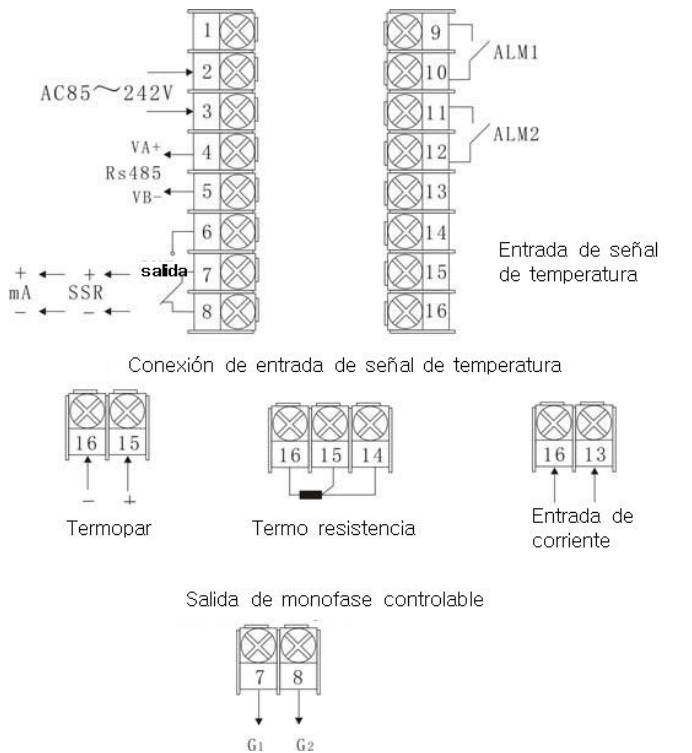 1
9
ALM1
2
10
AC85~242V
3
11
ALM2
VA+
4
12
Rs485
VB-
5
13
6
14
Entrada de señal
de temperatura
+ + salida 7
15
mA SSR
- - 8
16
Conexión de entrada de señal de temperatura
16 15
- +
Termopar
16 15 14
Termo resistencia
16 13
Entrada de
corriente
Salida de monofase controlable
7 8
G1 G2